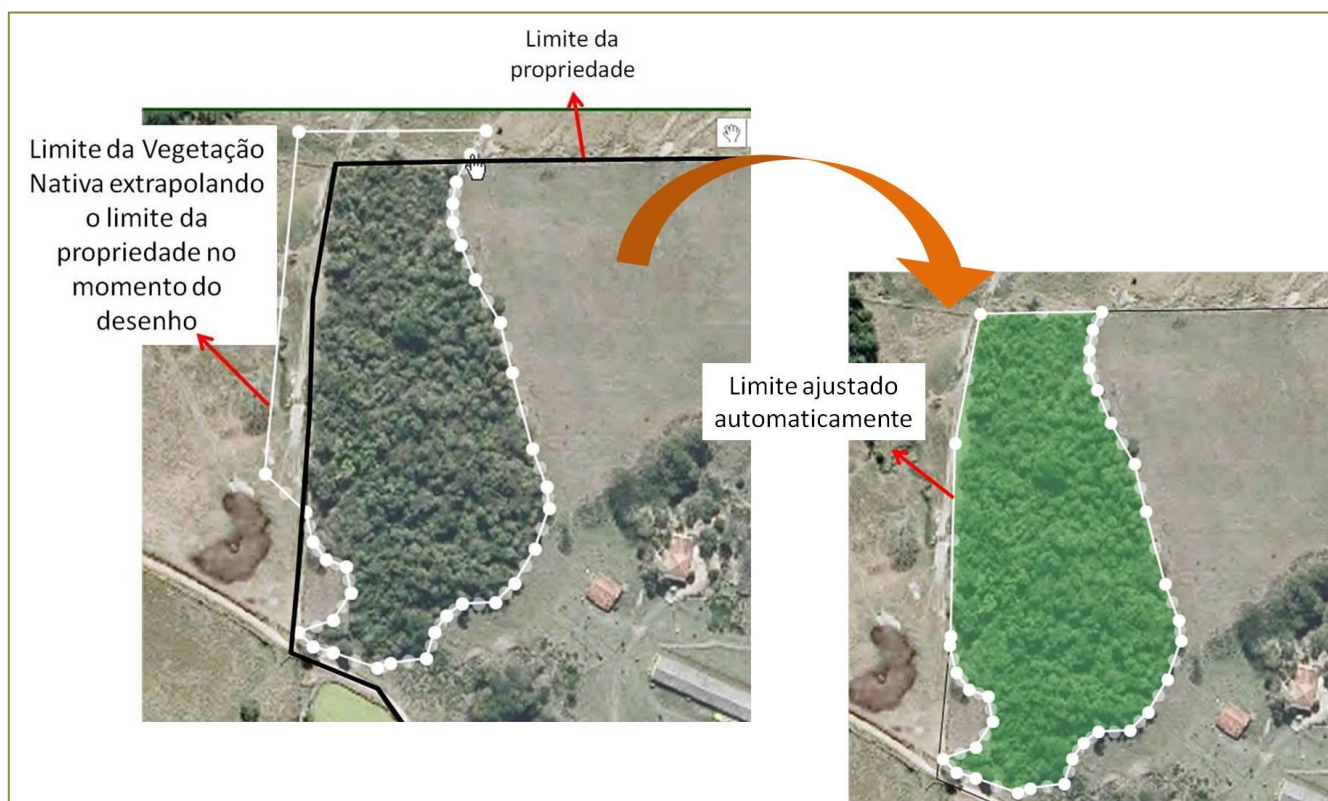 Limite da
propriedade
Limite da Vegetação
Nativa extrapolando
o limite da
propriedade no
momento do
desenho
Limite ajustado
automaticamente